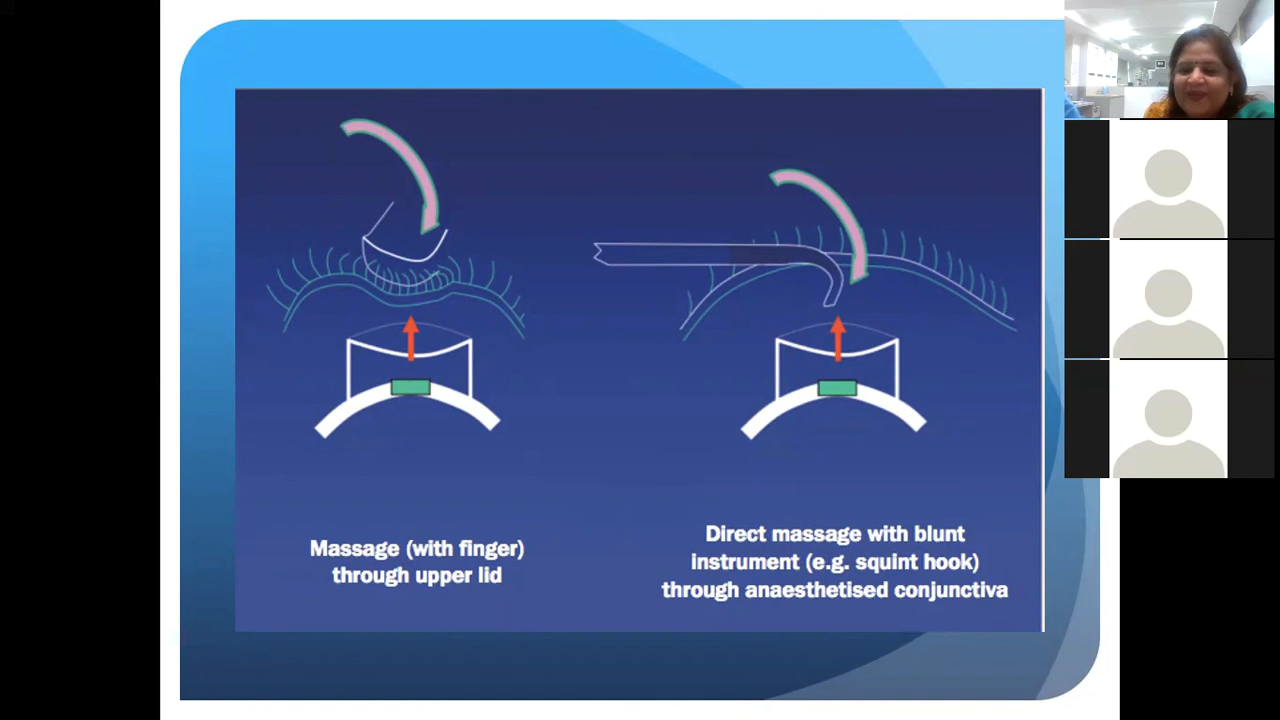 Massage (with finger)
through upper lid
Direct massage with blunt
instrument (e.g. squint hook)
through anaesthetised conjunctiva